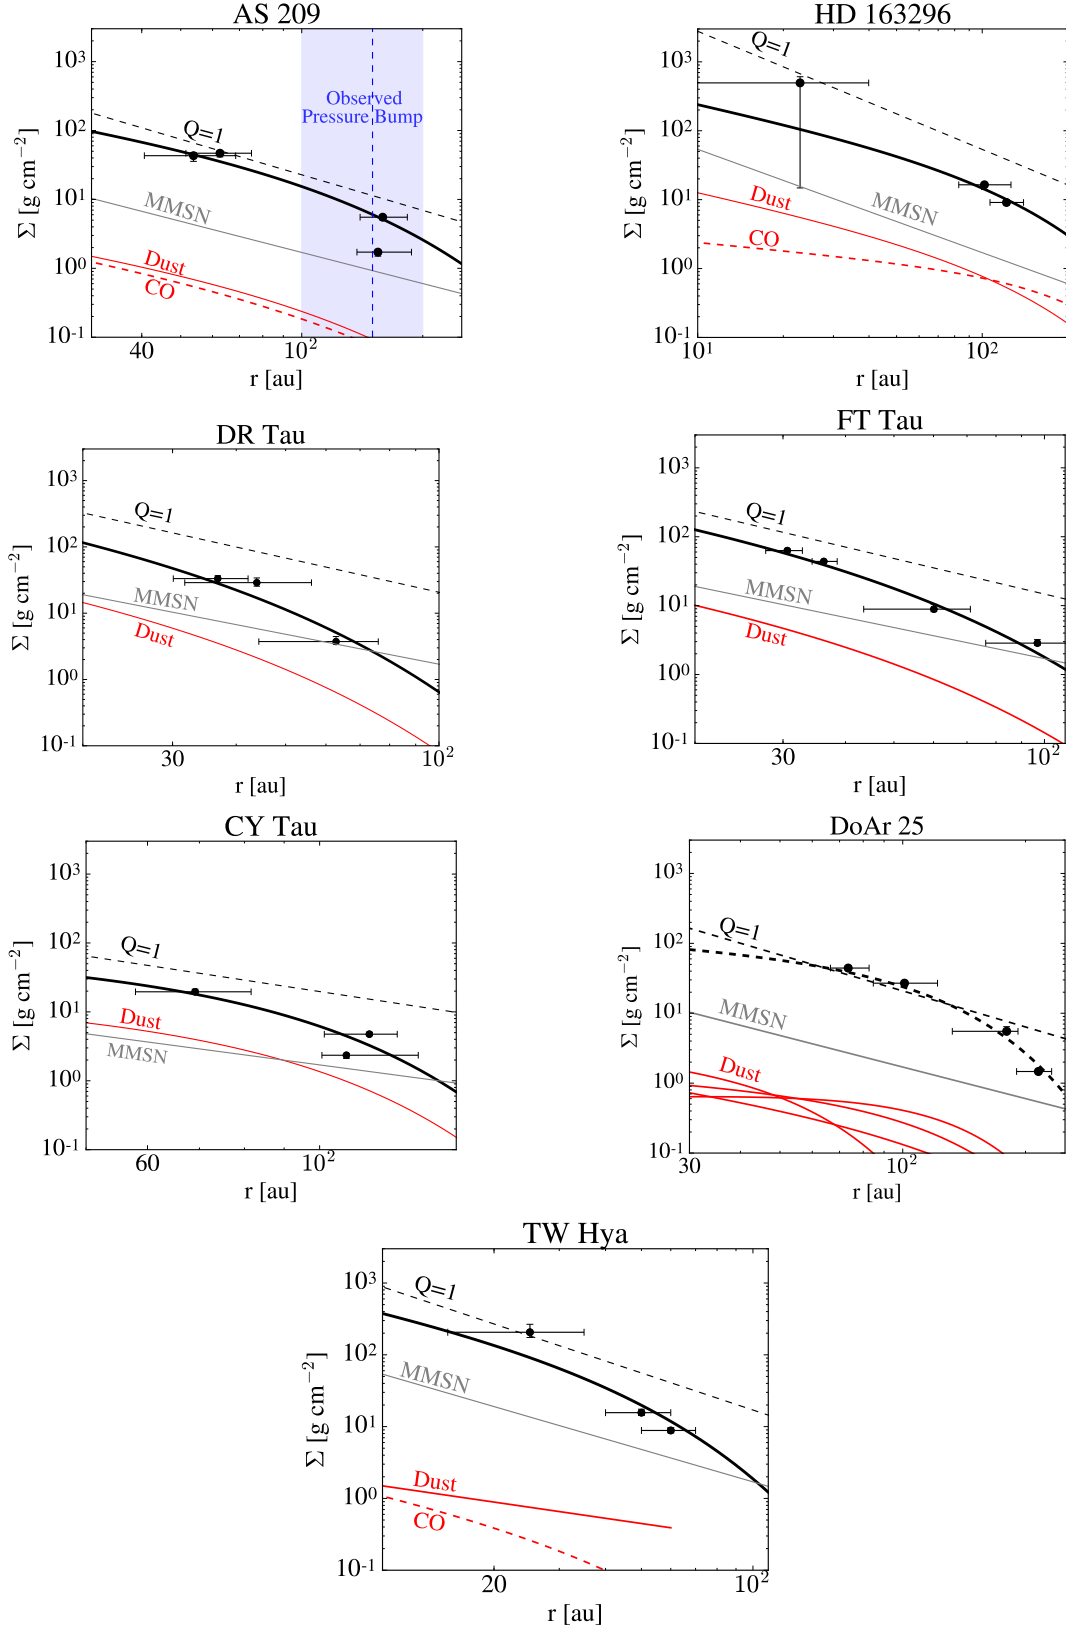 AS 209
10³
10²
10¹
10⁰
10⁻¹
Σ [g cm⁻²]
Q=1
Observed
Pressure Bump
MMSN
Dust
CO
40
10²
r [au]
HD 163296
10³
10²
10¹
10⁰
10⁻¹
Σ [g cm⁻²]
Q=1
Dust
MMSN
CO
10¹
10²
r [au]
DR Tau
10³
10²
10¹
10⁰
10⁻¹
Σ [g cm⁻²]
Q=1
MMSN
Dust
30
10²
r [au]
FT Tau
10³
10²
10¹
10⁰
10⁻¹
Σ [g cm⁻²]
Q=1
MMSN
Dust
30
10²
r [au]
CY Tau
10³
10²
10¹
10⁰
10⁻¹
Σ [g cm⁻²]
Q=1
Dust
MMSN
60
10²
r [au]
DoAr 25
10³
10²
10¹
10⁰
10⁻¹
Σ [g cm⁻²]
Q=1
MMSN
Dust
30
10²
r [au]
TW Hya
10³
10²
10¹
10⁰
10⁻¹
Σ [g cm⁻²]
Q=1
MMSN
Dust
CO
20
10²
r [au]